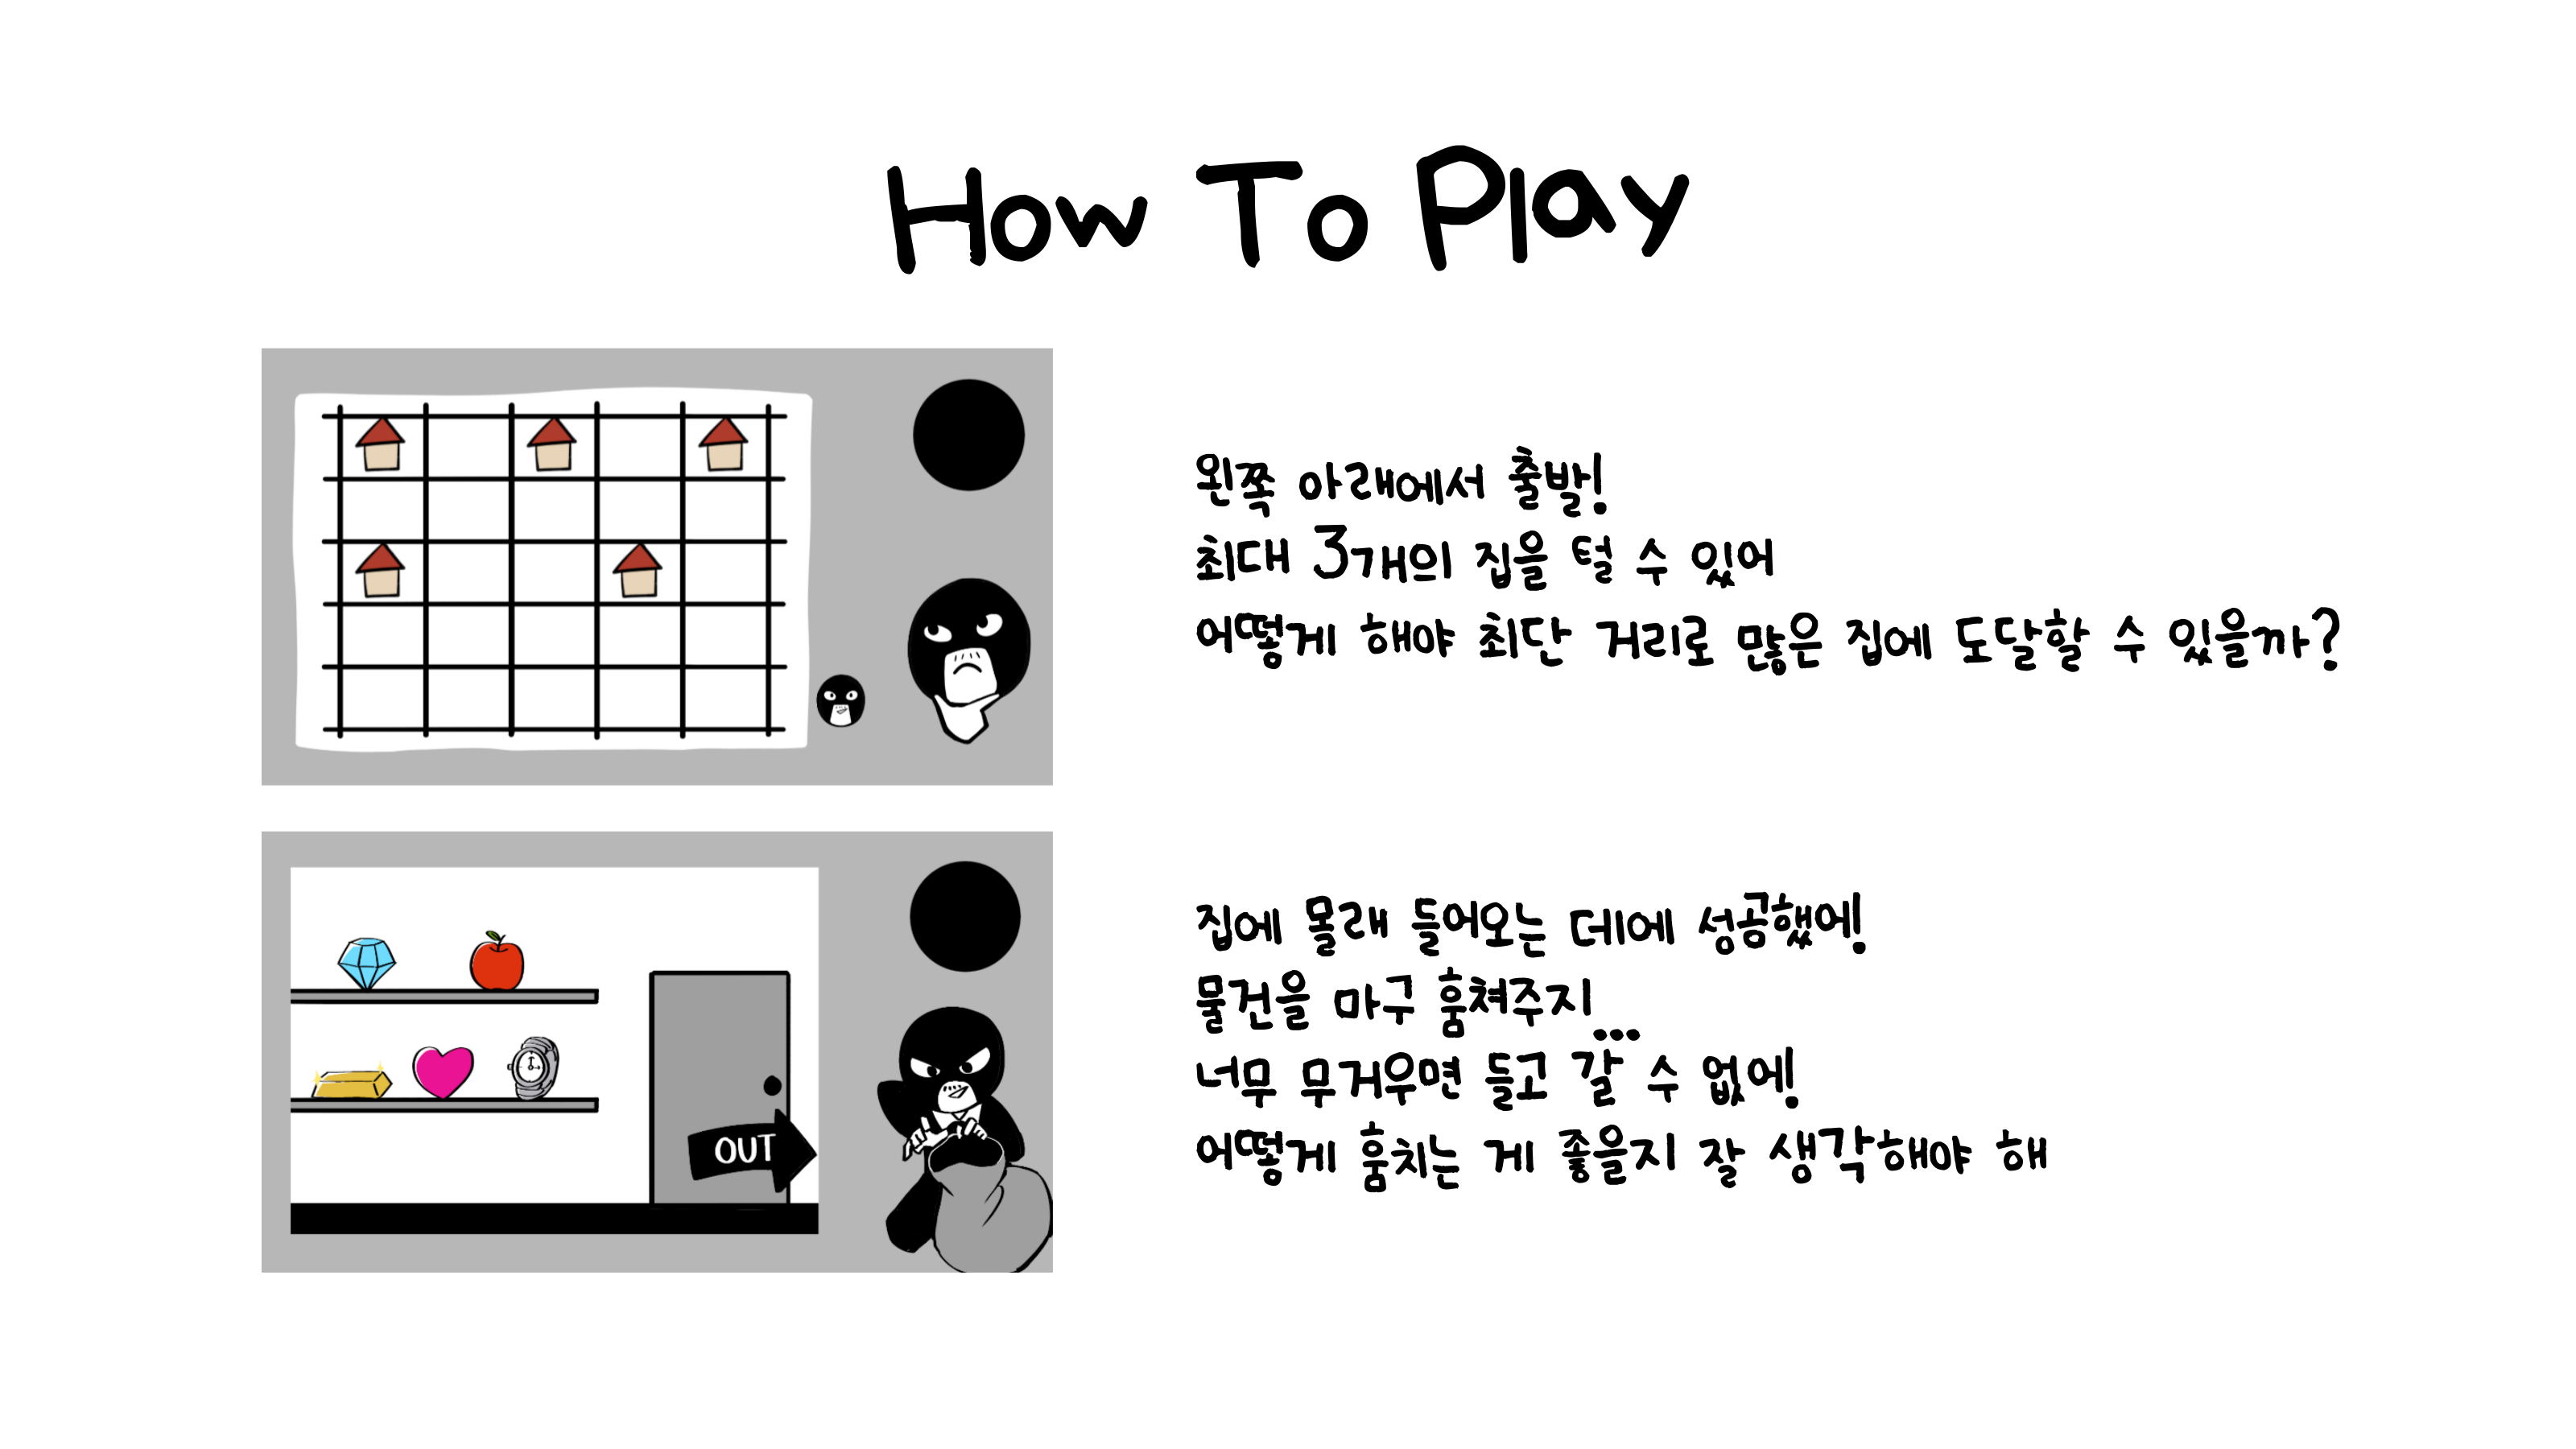 How To Play
왼쪽 아래에서 출발!
최대 3개의 집을 털 수 있어
어떻게 해야 최단 거리로 많은 집에 도달할 수 있을까?
집에 몰래 들어오는 데에 성공했어!
물건을 마구 훔쳐주지...
너무 무거우면 들고 갈 수 없어!
어떻게 훔치는 게 좋을지 잘 생각해야 해
OUT